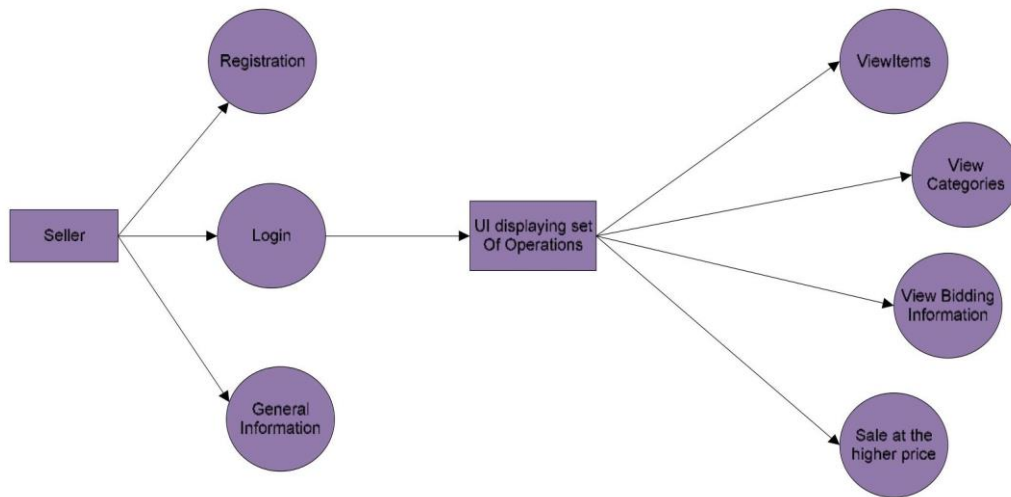 Registration
ViewItems
View
Categories
Seller
Login
UI displaying set
Of Operations
View Bidding
Information
General
Information
Sale at the
higher price